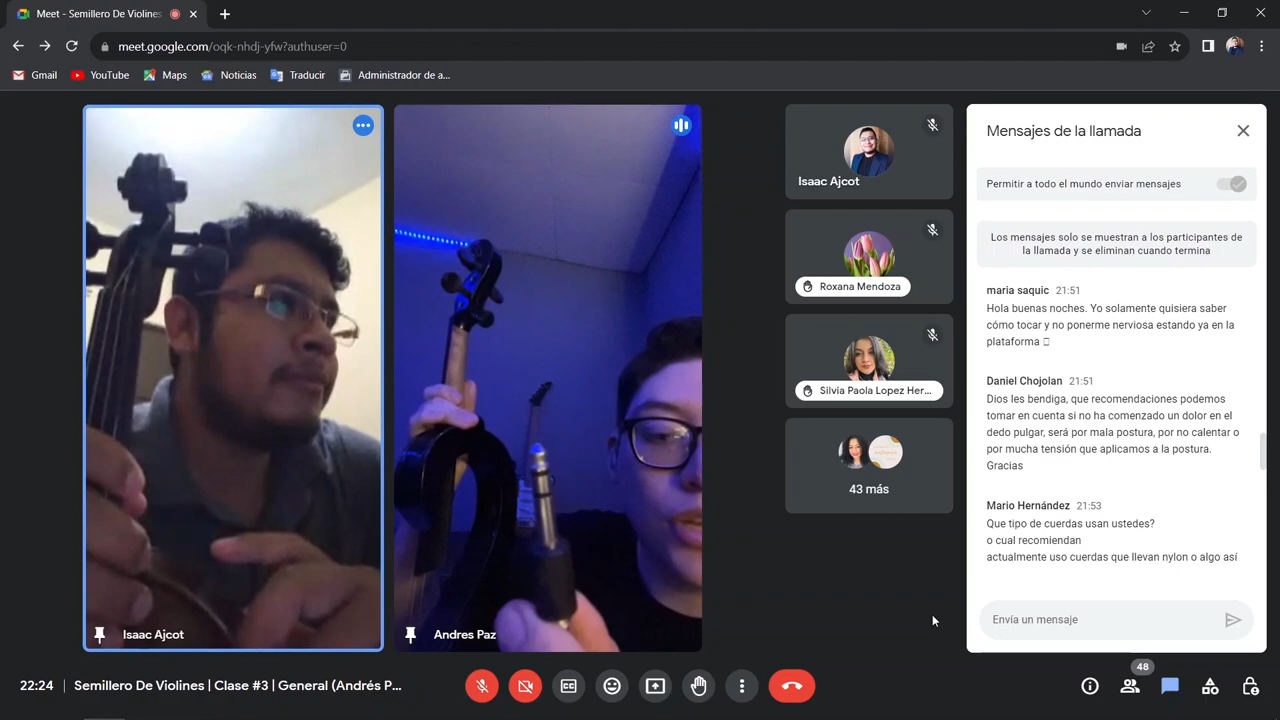 Meet - Semillero De Violines
meet.google.com/oqk-nhdj-yfw?authuser=0
Gmail
YouTube
Maps
Noticias
Traducir
Administrador de a...
Isaac Ajcot
Andres Paz
Isaac Ajcot
Roxana Mendoza
Silvia Paola Lopez Her...
43 más
Mensajes de la llamada
Permitir a todo el mundo enviar mensajes
Los mensajes solo se muestran a los participantes de
la llamada y se eliminan cuando termina
maria saquic 21:51
Hola buenas noches. Yo solamente quisiera saber
cómo tocar y no ponerme nerviosa estando ya en la
plataforma
Daniel Chojolan 21:51
Dios les bendiga, que recomendaciones podemos
tomar en cuenta si no ha comenzado un dolor en el
dedo pulgar, será por mala postura, por no calentar o
por mucha tensión que aplicamos a la postura.
Gracias
Mario Hernández 21:53
Que tipo de cuerdas usan ustedes?
o cual recomiendan
actualmente uso cuerdas que llevan nylon o algo así
Envía un mensaje
22:24 | Semillero De Violines | Clase #3 | General (Andrés P...
48